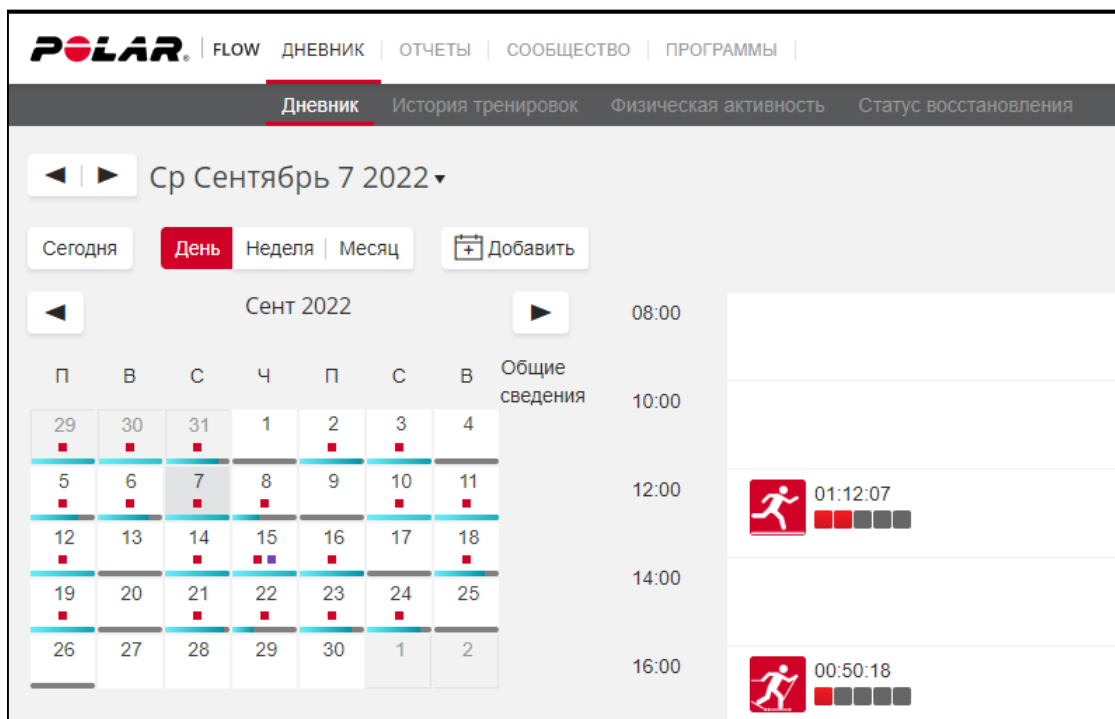 POLAR. FLOW ДНЕВНИК ОТЧЕТЫ СООБЩЕСТВО ПРОГРАММЫ
Дневник История тренировок Физическая активность Статус восстановления
Ср Сентябрь 7 2022
Сегодня День Неделя Месяц Добавить
Сент 2022
П В С Ч П С В Общие
сведения
29 30 31 1 2 3 4
5 6 7 8 9 10 11
12 13 14 15 16 17 18
19 20 21 22 23 24 25
26 27 28 29 30 1 2
08:00
10:00
12:00 01:12:07
14:00
16:00 00:50:18